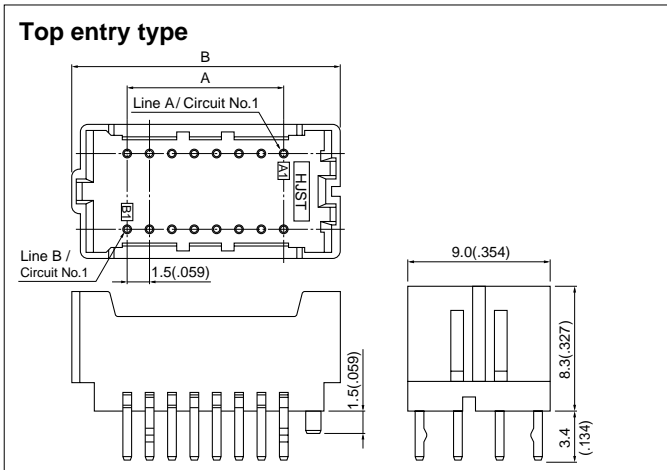 Top entry type
B
A
Line A / Circuit No.1
A1
HJST
B1
Line B /
Circuit No.1
1.5(.059)
9.0(.354)
8.3(.327)
1.5(.059)
3.4
(.134)